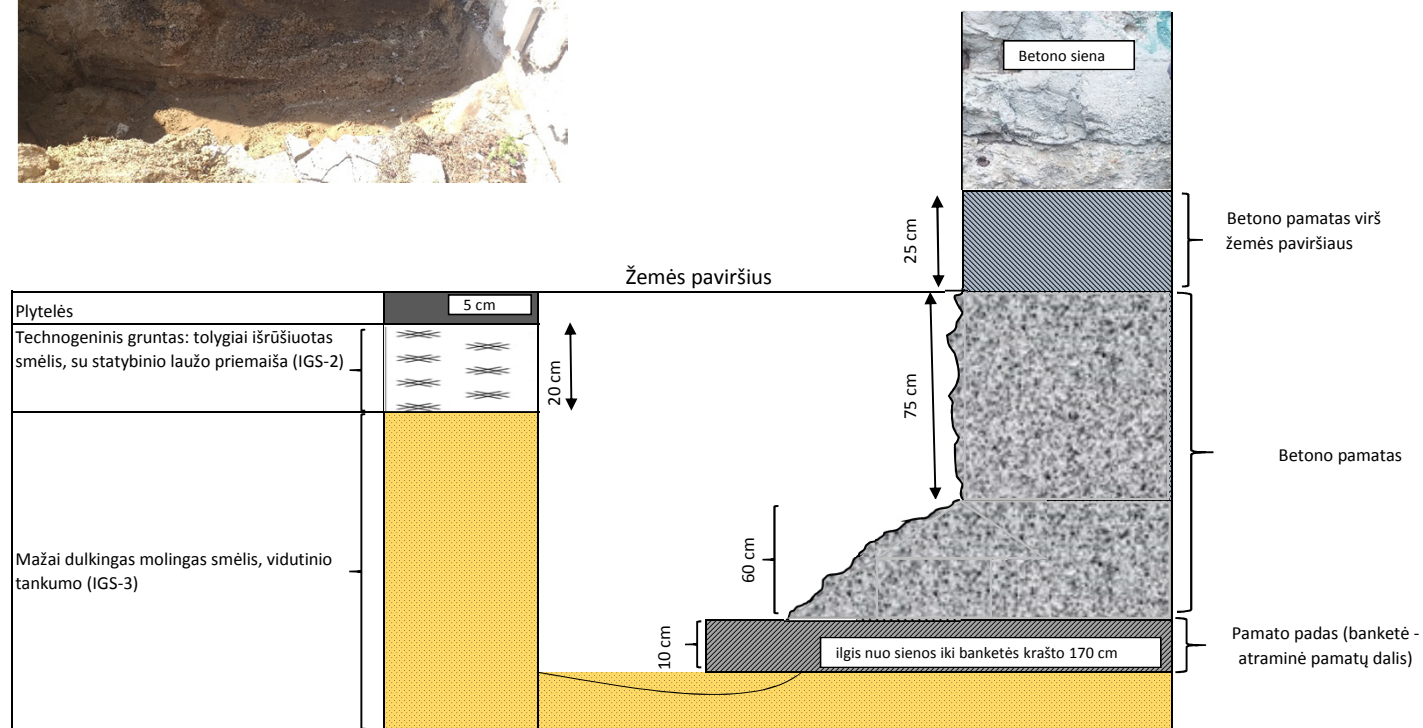 Betono siena
25 cm
Betono pamatas virš
žemės paviršiaus
Žemės paviršius
Plytelės
5 cm
Technogeninis gruntas: tolygiai išrūšiuotas
smėlis, su statybinio laužo priemaiša (IGS-2)
20 cm
75 cm
Betono pamatas
Mažai dulkingas molingas smėlis, vidutinio
tankumo (IGS-3)
60 cm
10 cm
ilgis nuo sienos iki banketės krašto 170 cm
Pamato padas (banketė -
atraminė pamatų dalis)